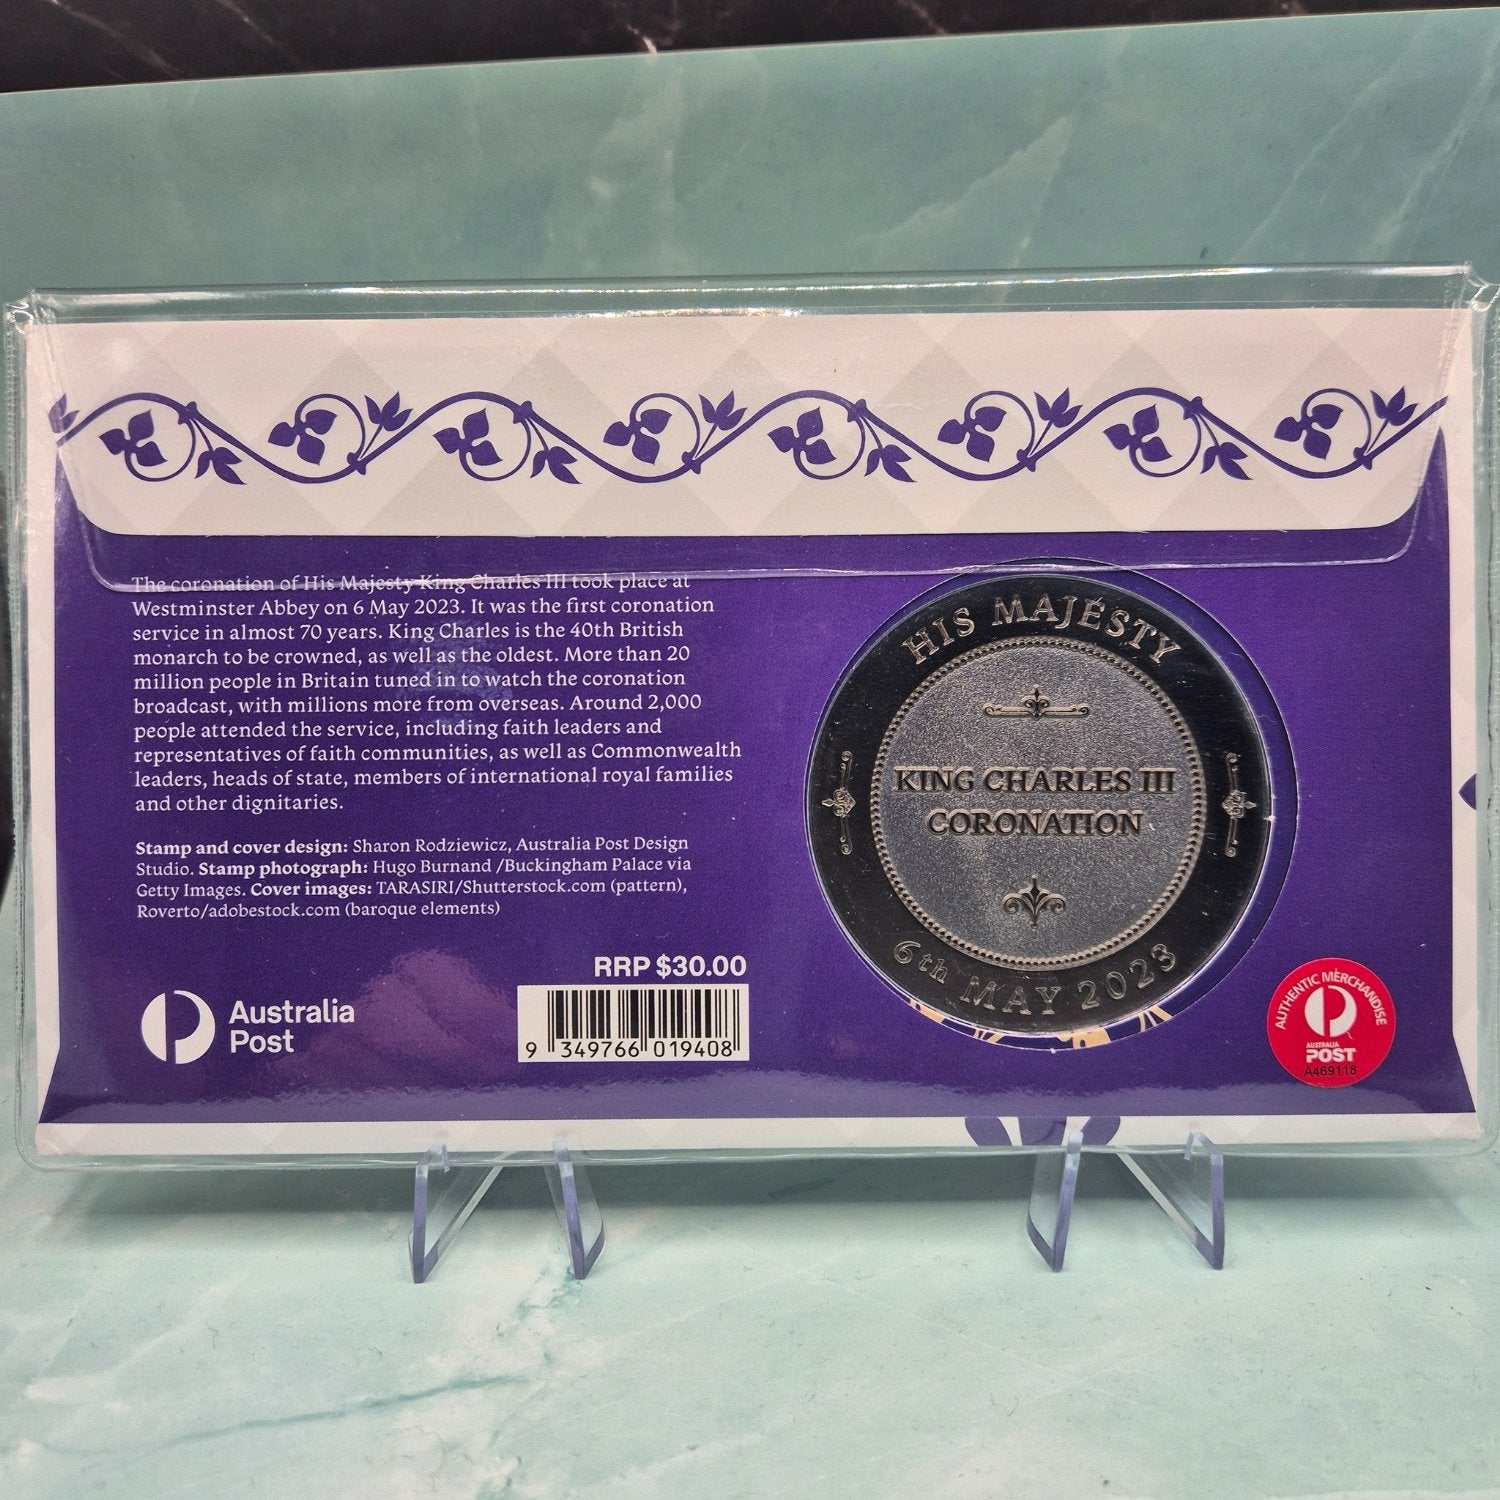 The coronation of His Majesty King Charles III took place at
Westminster Abbey on 6 May 2023. It was the first coronation
service in almost 70 years. King Charles is the 40th British
monarch to be crowned, as well as the oldest. More than 20
million people in Britain tuned in to watch the coronation
broadcast, with millions more from overseas. Around 2,000
people attended the service, including faith leaders and
representatives of faith communities, as well as Commonwealth
leaders, heads of state, members of international royal families
and other dignitaries.
Stamp and cover design: Sharon Rodziewicz, Australia Post Design
Studio. Stamp photograph: Hugo Burnand /Buckingham Palace via
Getty Images. Cover images: TARASIRI/Shutterstock.com (pattern),
Roverto/adobestock.com (baroque elements)
RRP $30.00
9 349766 019408
Australia
Post
HIS MAJESTY
KING CHARLES III
CORONATION
6th MAY 2023
AUTHENTIC MERCHANDISE
AUSTRALIA
POST
A469118